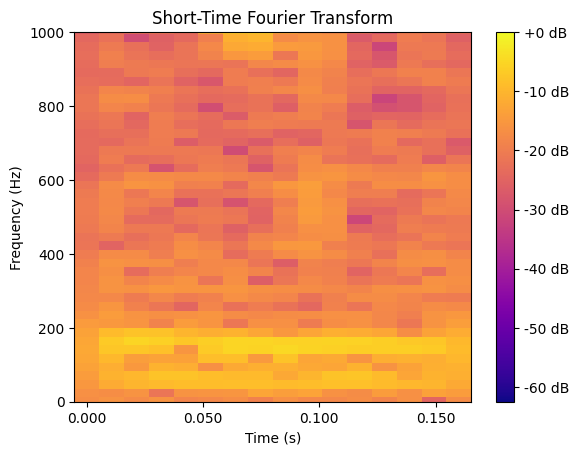 Short-Time Fourier Transform
1000
800
600
400
200
0
Frequency (Hz)
0.000
0.050
0.100
0.150
Time (s)
+0 dB
-10 dB
-20 dB
-30 dB
-40 dB
-50 dB
-60 dB